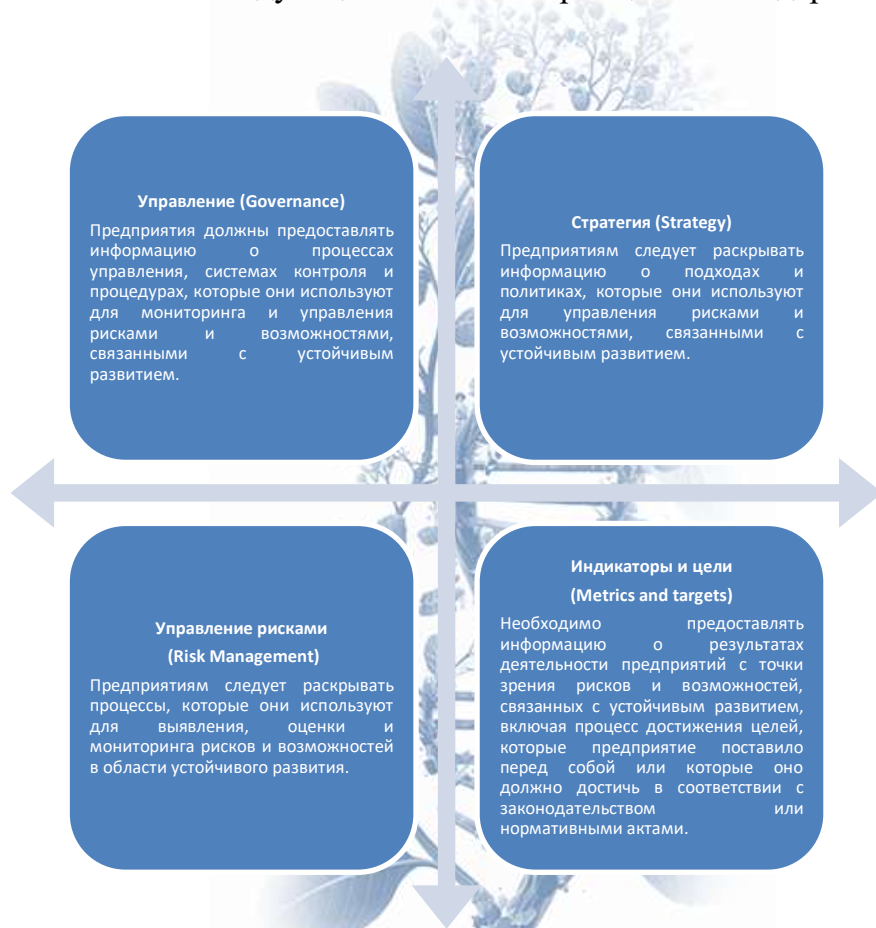 Управление (Governance)
Предприятия должны предоставлять
информацию о процессах
управления, системах контроля и
процедурах, которые они используют
для мониторинга и управления
рисками и возможностями,
связанными с устойчивым
развитием.
Стратегия (Strategy)
Предприятиям следует раскрывать
информацию о подходах и
политиках, которые они используют
для управления рисками и
возможностями, связанными с
устойчивым развитием.
Управление рисками
(Risk Management)
Предприятиям следует раскрывать
процессы, которые они используют
для выявления, оценки и
мониторинга рисков и возможностей
в области устойчивого развития.
Индикаторы и цели
(Metrics and targets)
Необходимо предоставлять
информацию о результатах
деятельности предприятий с точки
зрения рисков и возможностей,
связанных с устойчивым развитием,
включая процесс достижения целей,
которые предприятие поставило
перед собой или которые оно
должно достичь в соответствии с
законодательством или
нормативными актами.